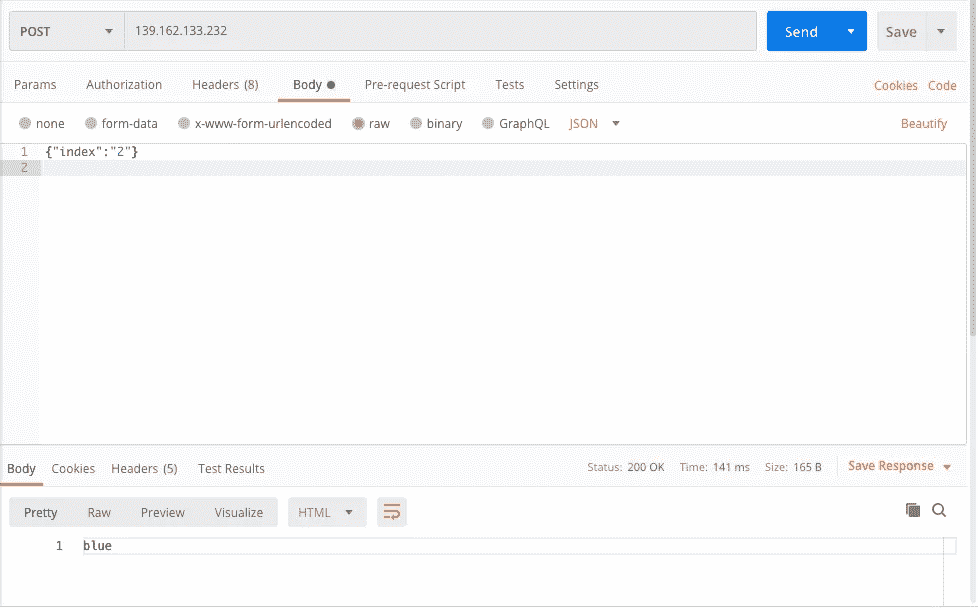 POST 139.162.133.232 Send Save
Params Authorization Headers (8) Body Pre-request Script Tests Settings Cookies Code
none form-data x-www-form-urlencoded raw binary GraphQL JSON Beautify
1 {"index":"2"}
2
Body Cookies Headers (5) Test Results Status: 200 OK Time: 141 ms Size: 165 B Save Response
Pretty Raw Preview Visualize HTML
1 blue